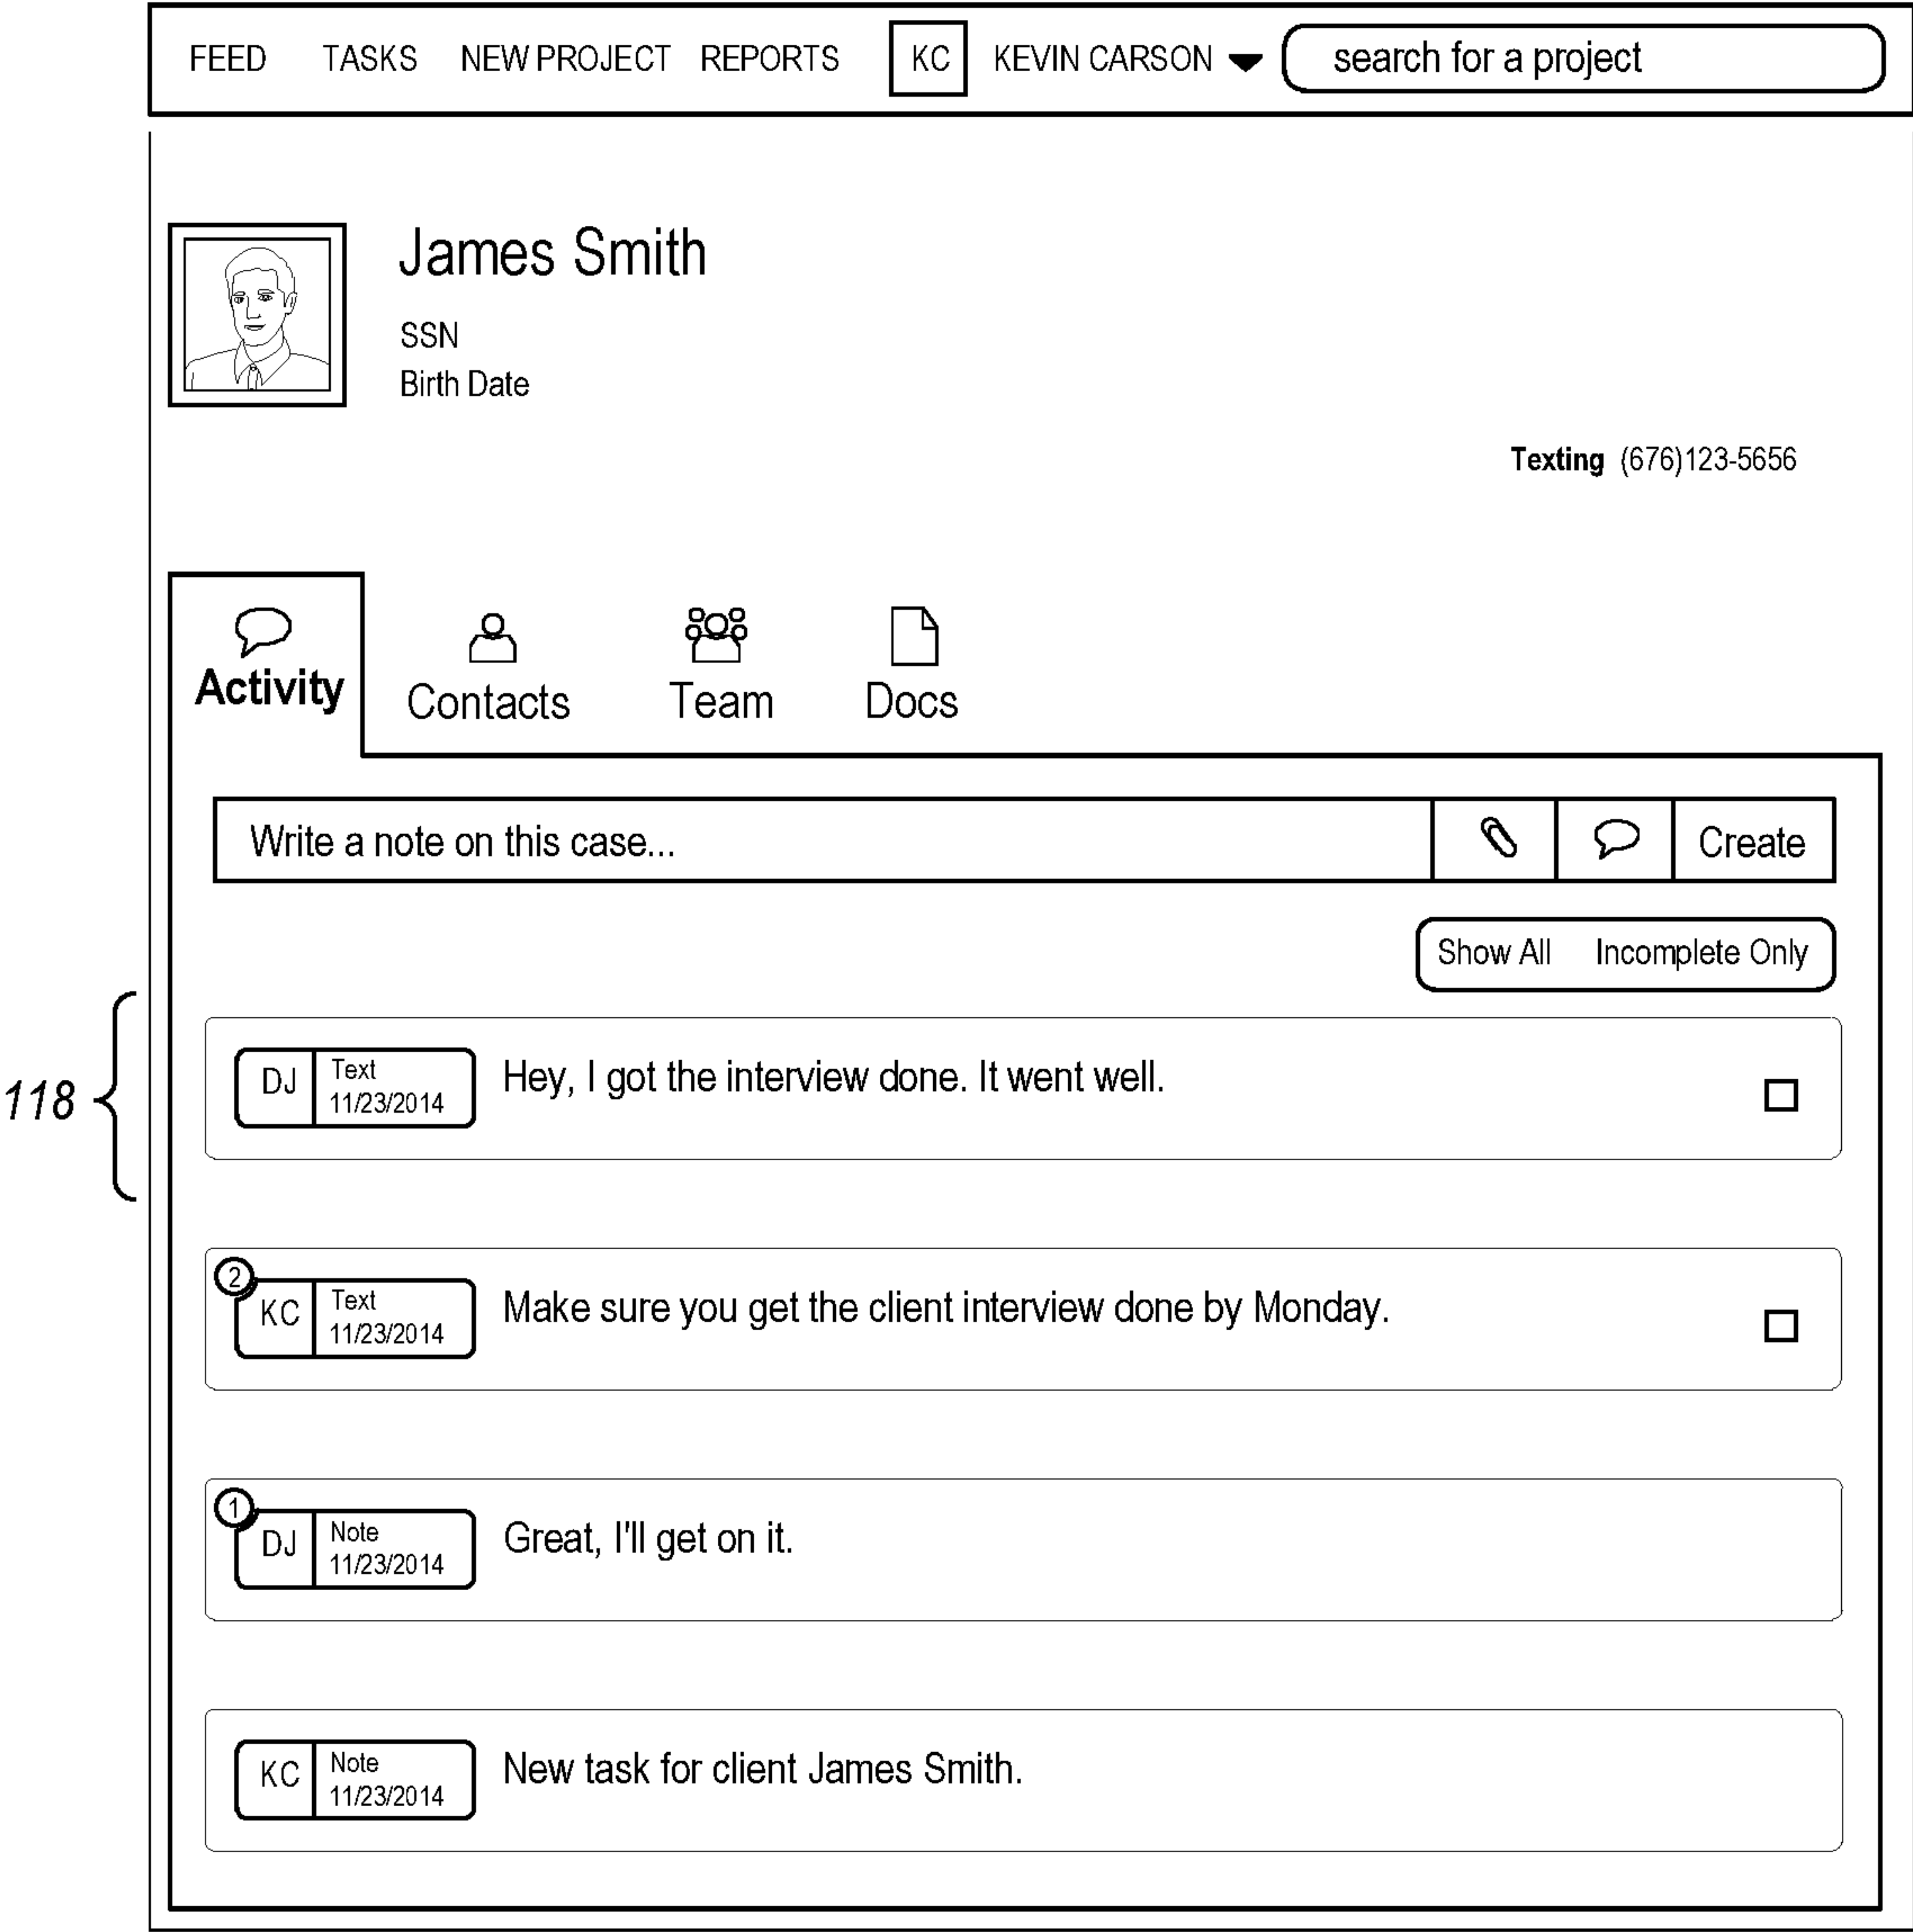 FEED TASKS NEW PROJECT REPORTS KC KEVIN CARSON search for a project
James Smith
SSN
Birth Date
Texting (676)123-5656
Activity Contacts Team Docs
Write a note on this case... Create
Show All Incomplete Only
118
DJ Text 11/23/2014 Hey, I got the interview done. It went well.
2
KC Text 11/23/2014 Make sure you get the client interview done by Monday.
1
DJ Note 11/23/2014 Great, I'll get on it.
KC Note 11/23/2014 New task for client James Smith.